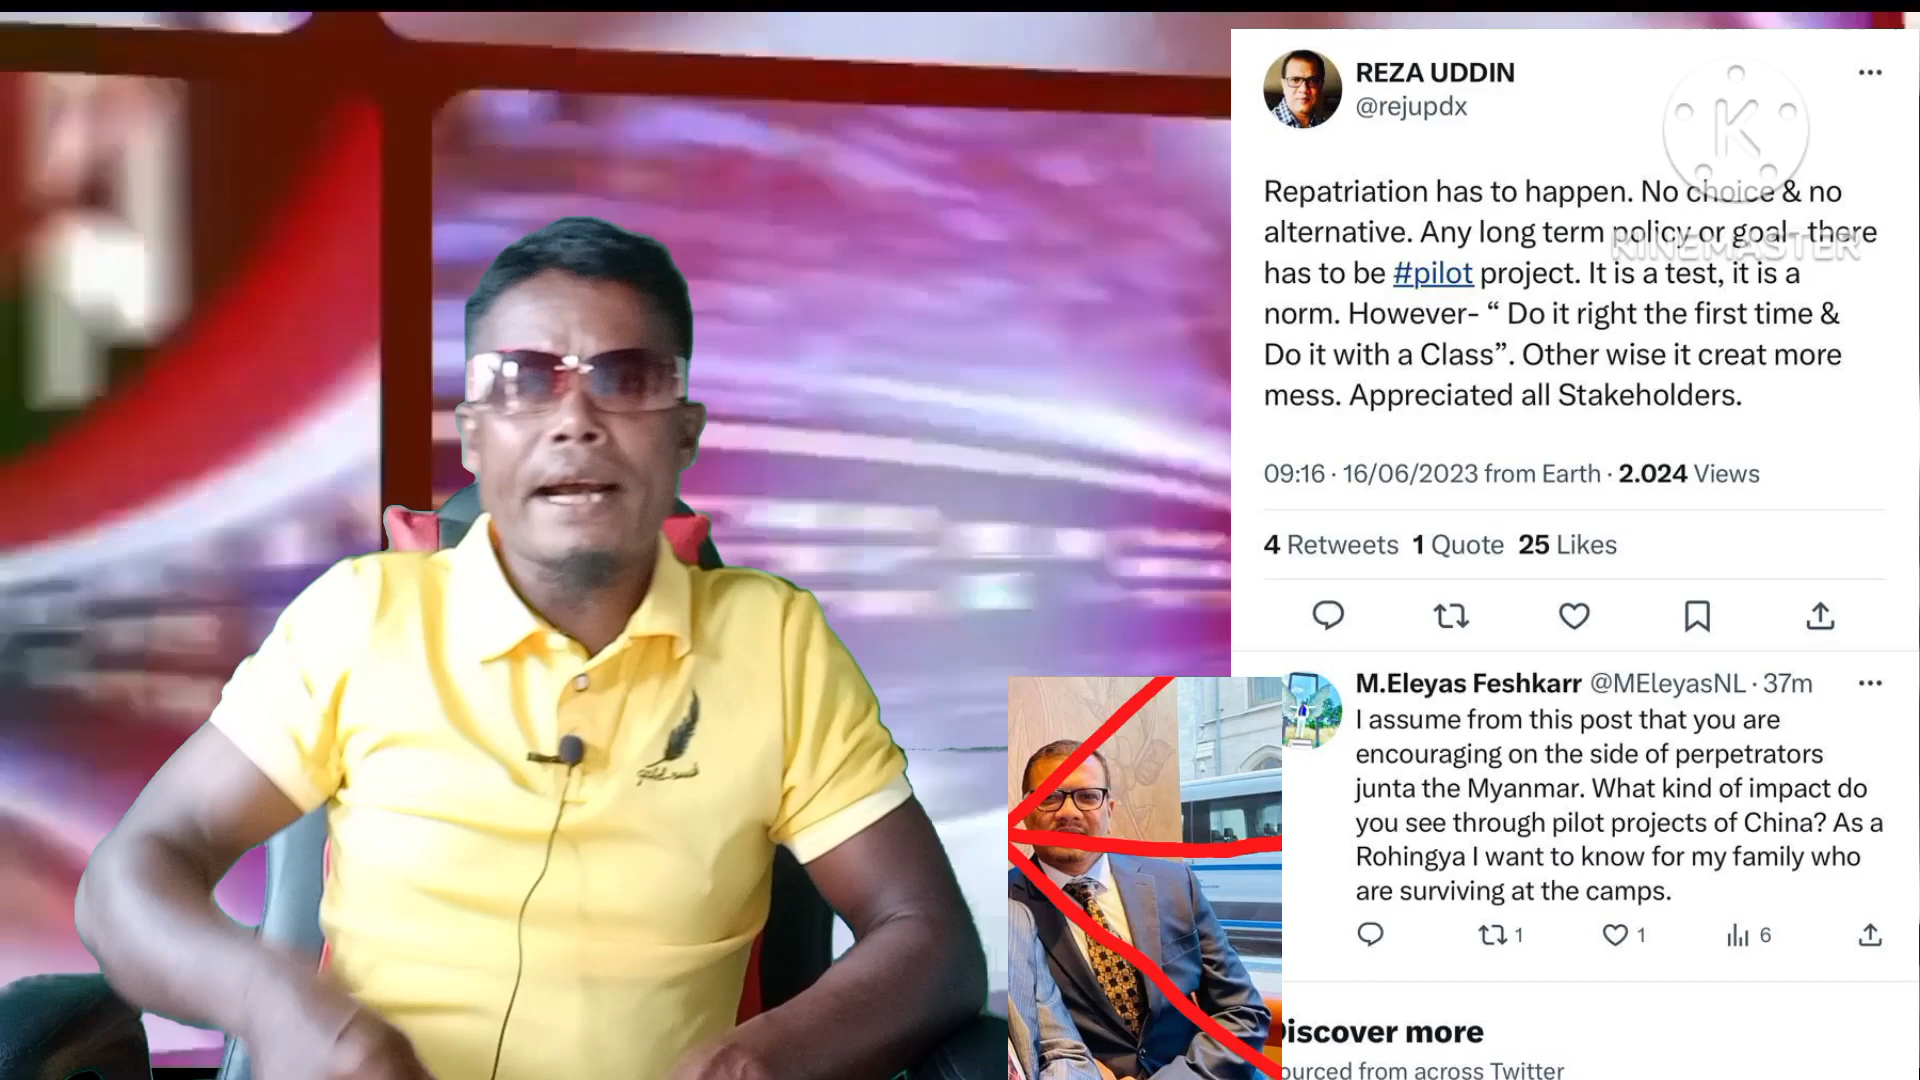 REZA UDDIN
@rejupdx
Repatriation has to happen. No choice & no
alternative. Any long term policy or goal- there
has to be #pilot project. It is a test, it is a
norm. However- “ Do it right the first time &
Do it with a Class”. Other wise it creat more
mess. Appreciated all Stakeholders.
KINEMASTER
09:16 · 16/06/2023 from Earth · 2.024 Views
4 Retweets 1 Quote 25 Likes
M.Eleyas Feshkarr @MEleyasNL · 37m
I assume from this post that you are
encouraging on the side of perpetrators
junta the Myanmar. What kind of impact do
you see through pilot projects of China? As a
Rohingya I want to know for my family who
are surviving at the camps.
1 1 6
iscover more
ourced from across Twitter